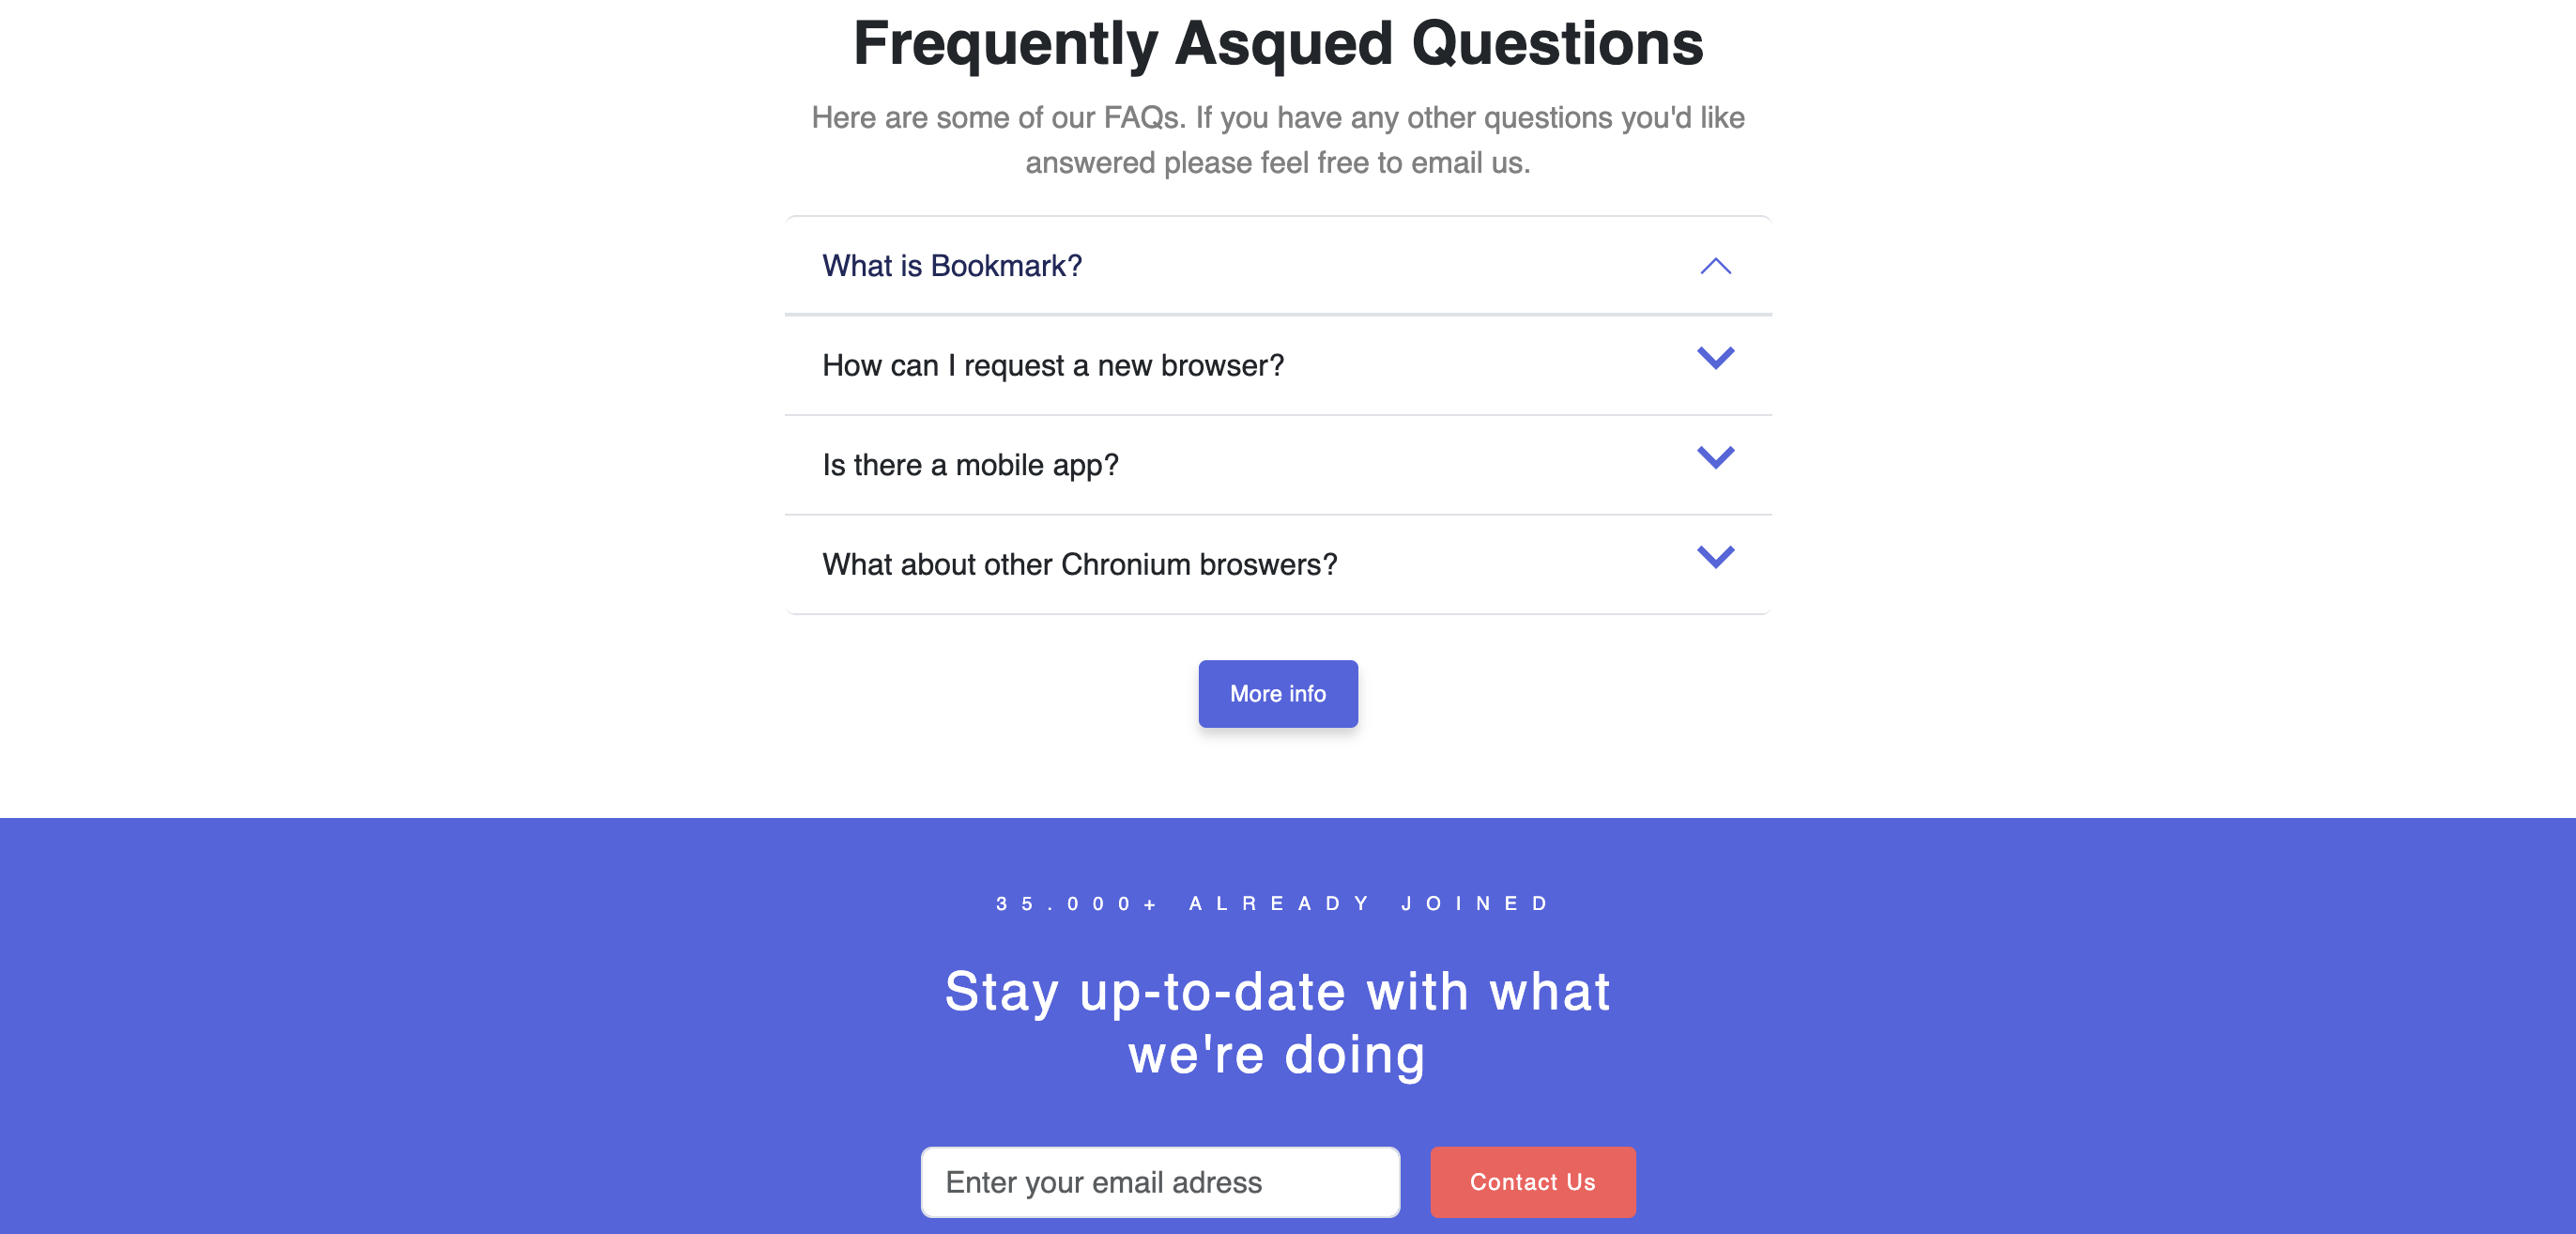 Frequently Asqued Questions
Here are some of our FAQs. If you have any other questions you'd like
answered please feel free to email us.
What is Bookmark?
How can I request a new browser?
Is there a mobile app?
What about other Chronium broswers?
More info
35.000+ ALREADY JOINED
Stay up-to-date with what
we're doing
Enter your email adress
Contact Us